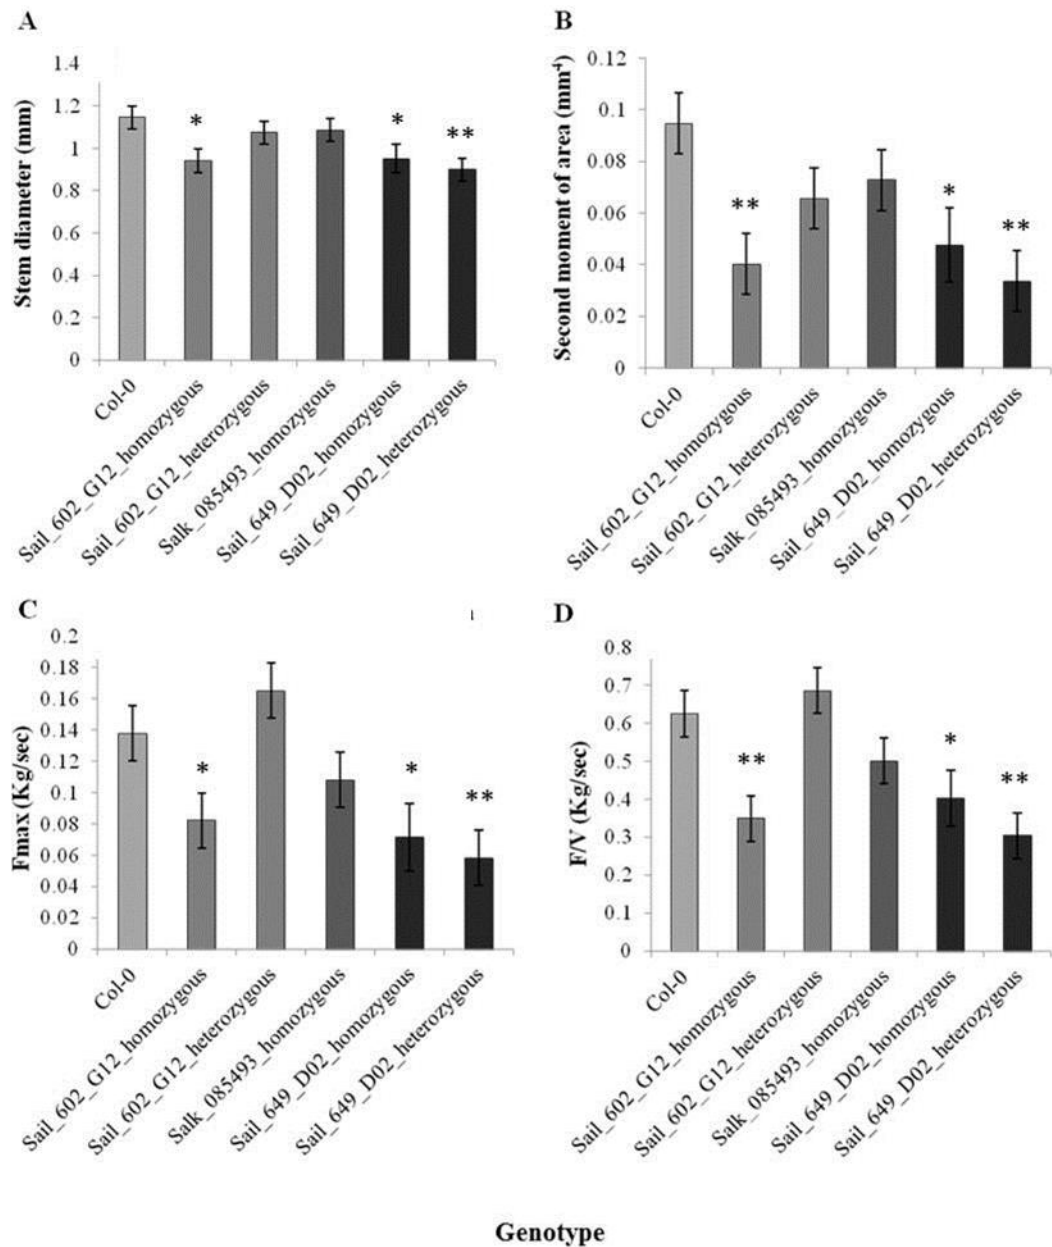 A
Stem diameter (mm)
1.4
1.2
1
0.8
0.6
0.4
0.2
0
*
*
**
Col-0
Sail_602_G12_homozygous
Sail_602_G12_heterozygous
Salk_085493_homozygous
Sail_649_D02_homozygous
Sail_649_D02_heterozygous
B
Second moment of area (mm⁴)
0.12
0.1
0.08
0.06
0.04
0.02
0
**
*
**
Col-0
Sail_602_G12_homozygous
Sail_602_G12_heterozygous
Salk_085493_homozygous
Sail_649_D02_homozygous
Sail_649_D02_heterozygous
C
Fmax (Kg/sec)
0.2
0.18
0.16
0.14
0.12
0.1
0.08
0.06
0.04
0.02
0
*
*
**
Col-0
Sail_602_G12_homozygous
Sail_602_G12_heterozygous
Salk_085493_homozygous
Sail_649_D02_homozygous
Sail_649_D02_heterozygous
D
F/V (Kg/sec)
0.8
0.7
0.6
0.5
0.4
0.3
0.2
0.1
0
**
*
**
Col-0
Sail_602_G12_homozygous
Sail_602_G12_heterozygous
Salk_085493_homozygous
Sail_649_D02_homozygous
Sail_649_D02_heterozygous
Genotype